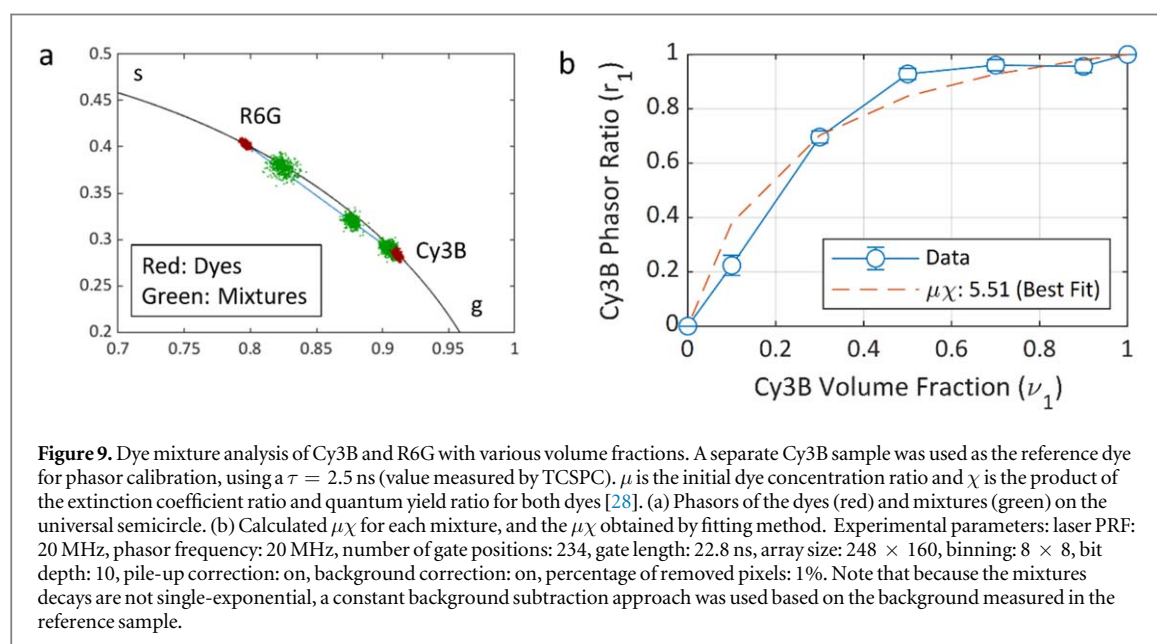 a
0.5
s
0.45
R6G
0.4
0.35
0.3
Cy3B
0.25
Red: Dyes
Green: Mixtures
g
0.2
0.7 0.75 0.8 0.85 0.9 0.95 1
b
Cy3B Phasor Ratio (r_1)
1
0.8
0.6
0.4
0.2
0
Data
μχ: 5.51 (Best Fit)
0 0.2 0.4 0.6 0.8 1
Cy3B Volume Fraction (ν_1)
Figure 9. Dye mixture analysis of Cy3B and R6G with various volume fractions. A separate Cy3B sample was used as the reference dye
for phasor calibration, using a τ = 2.5 ns (value measured by TCSPC). μ is the initial dye concentration ratio and χ is the product of
the extinction coefficient ratio and quantum yield ratio for both dyes [28]. (a) Phasors of the dyes (red) and mixtures (green) on the
universal semicircle. (b) Calculated μχ for each mixture, and the μχ obtained by fitting method. Experimental parameters: laser PRF:
20 MHz, phasor frequency: 20 MHz, number of gate positions: 234, gate length: 22.8 ns, array size: 248 × 160, binning: 8 × 8, bit
depth: 10, pile-up correction: on, background correction: on, percentage of removed pixels: 1%. Note that because the mixtures
decays are not single-exponential, a constant background subtraction approach was used based on the background measured in the
reference sample.